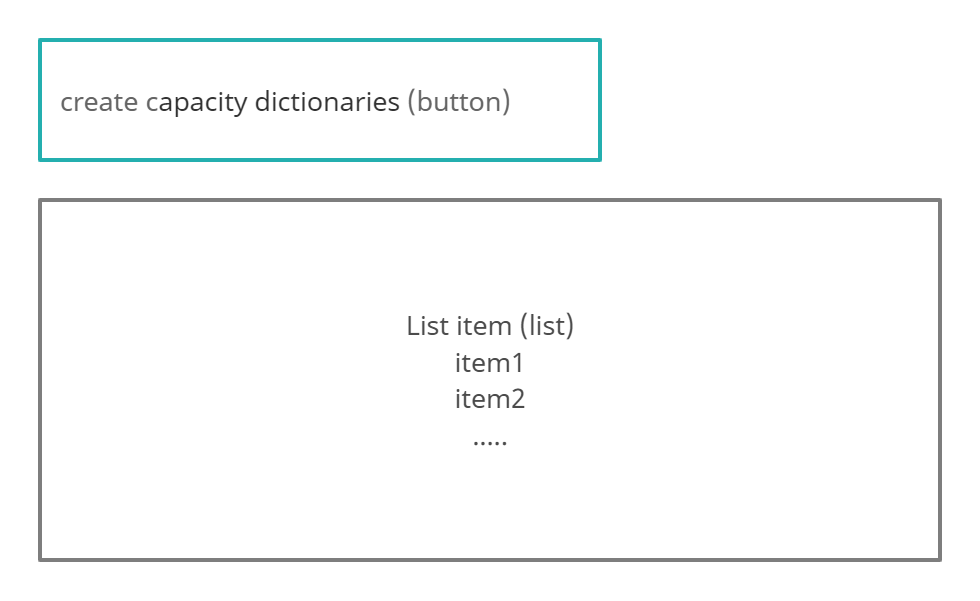 create capacity dictionaries (button)
List item (list)
item1
item2
.....